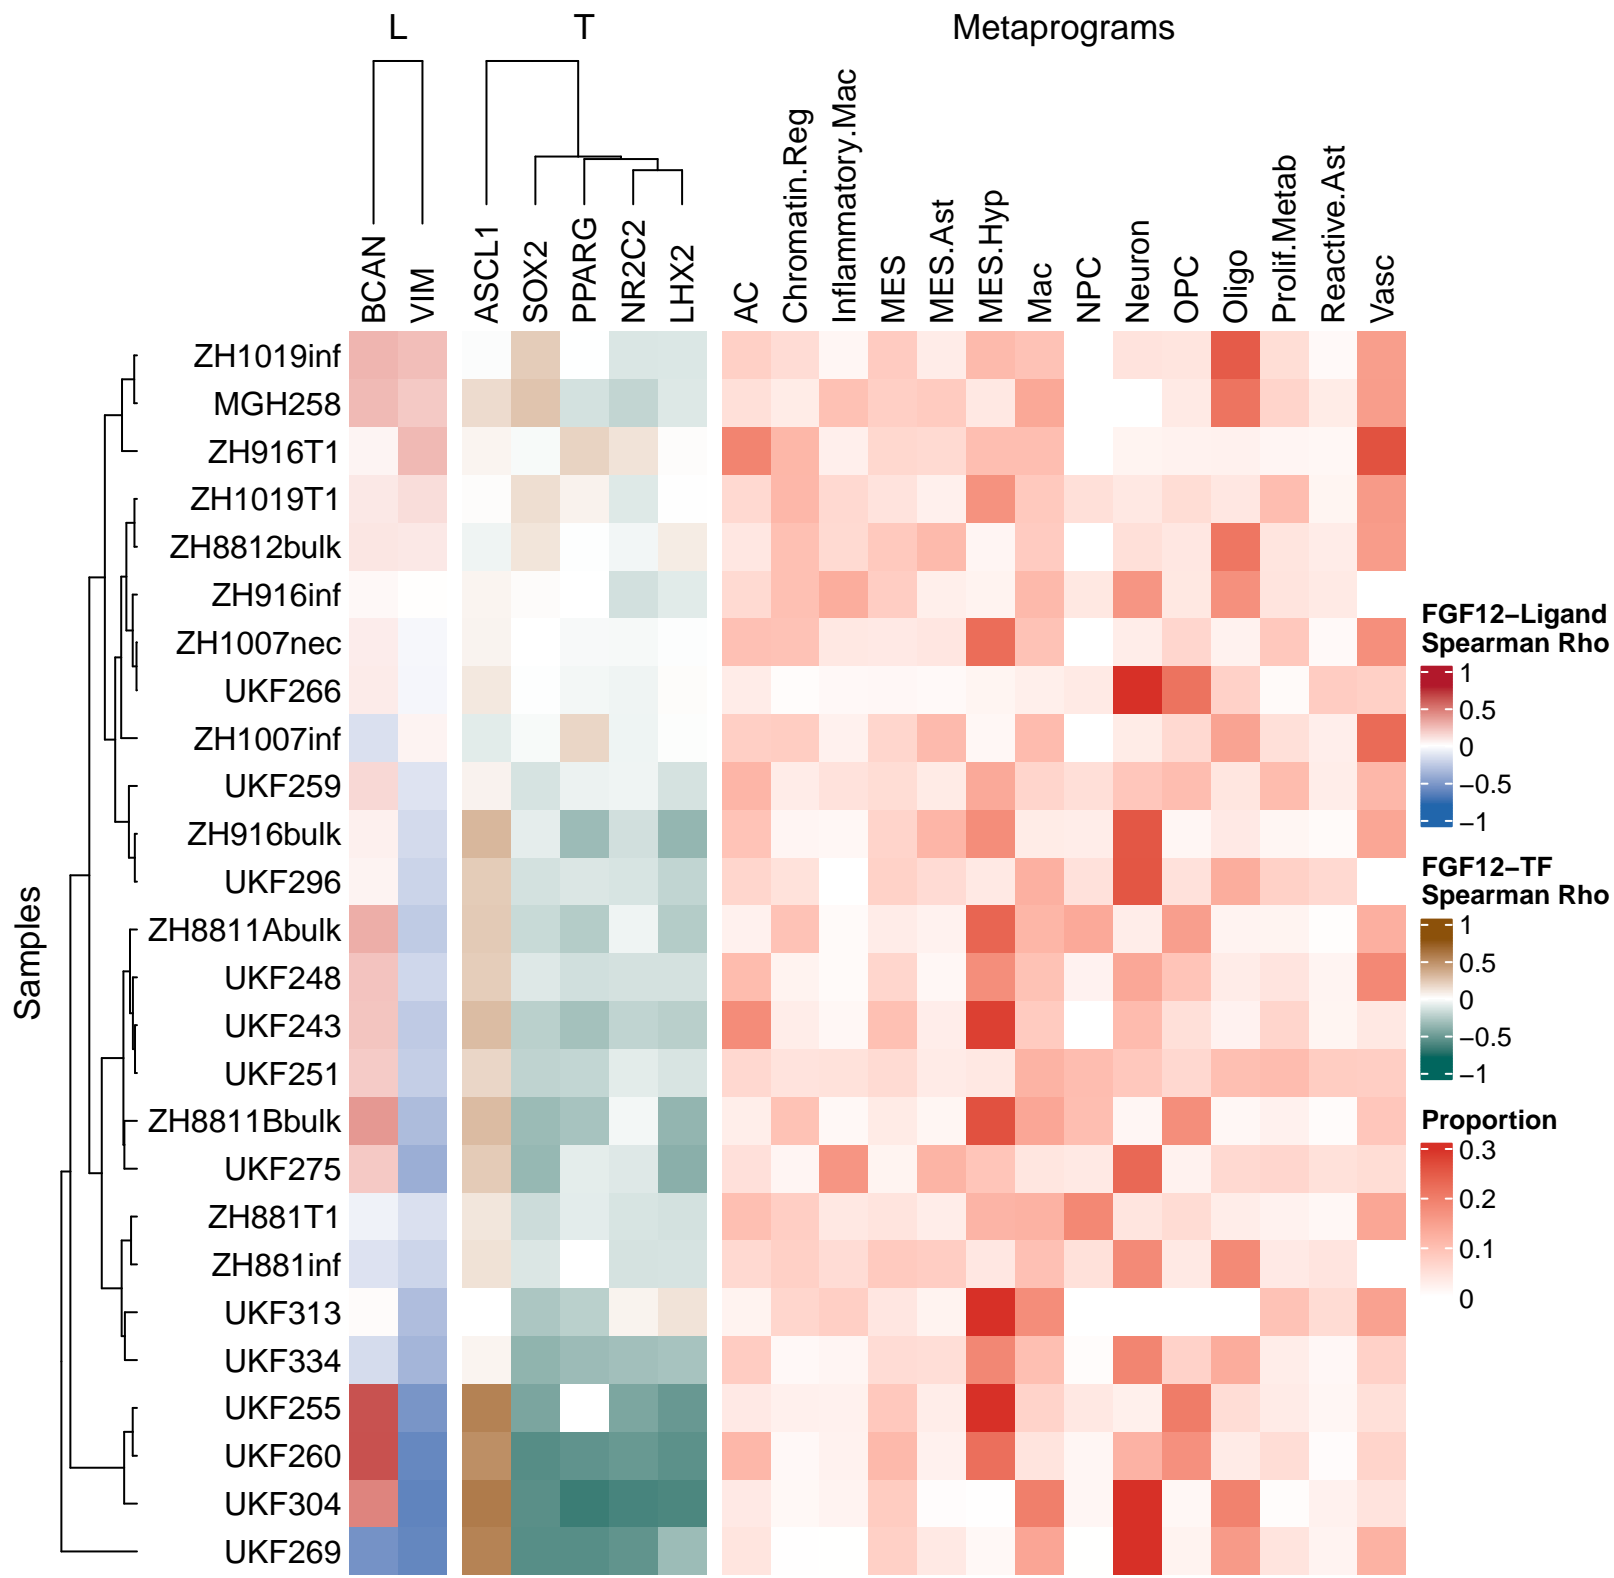 L T Metaprograms
BCAN
VIM
ASCL1
SOX2
PPARG
NR2C2
LHX2
AC
Chromatin.Reg
Inflammatory.Mac
MES
MES.Ast
MES.Hyp
Mac
NPC
Neuron
OPC
Oligo
Prolif.Metab
Reactive.Ast
Vasc
Samples
ZH1019inf
MGH258
ZH916T1
ZH1019T1
ZH8812bulk
ZH916inf
ZH1007nec
UKF266
ZH1007inf
UKF259
ZH916bulk
UKF296
ZH8811Abulk
UKF248
UKF243
UKF251
ZH8811Bbulk
UKF275
ZH881T1
ZH881inf
UKF313
UKF334
UKF255
UKF260
UKF304
UKF269
FGF12−Ligand
Spearman Rho
1
0.5
0
−0.5
−1
FGF12−TF
Spearman Rho
1
0.5
0
−0.5
−1
Proportion
0.3
0.2
0.1
0